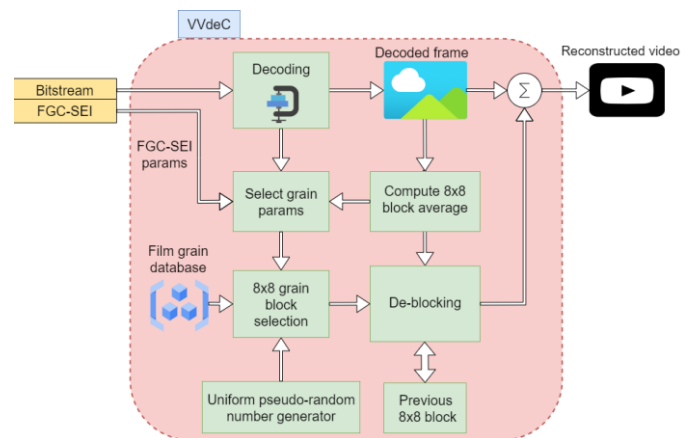 VVdeC
Decoding
Decoded frame
Reconstructed video
Bitstream
FGC-SEI
Σ
FGC-SEI
params
Select grain
params
Compute 8x8
block average
Film grain
database
8x8 grain
block
selection
De-blocking
Uniform pseudo-random
number generator
Previous
8x8 block